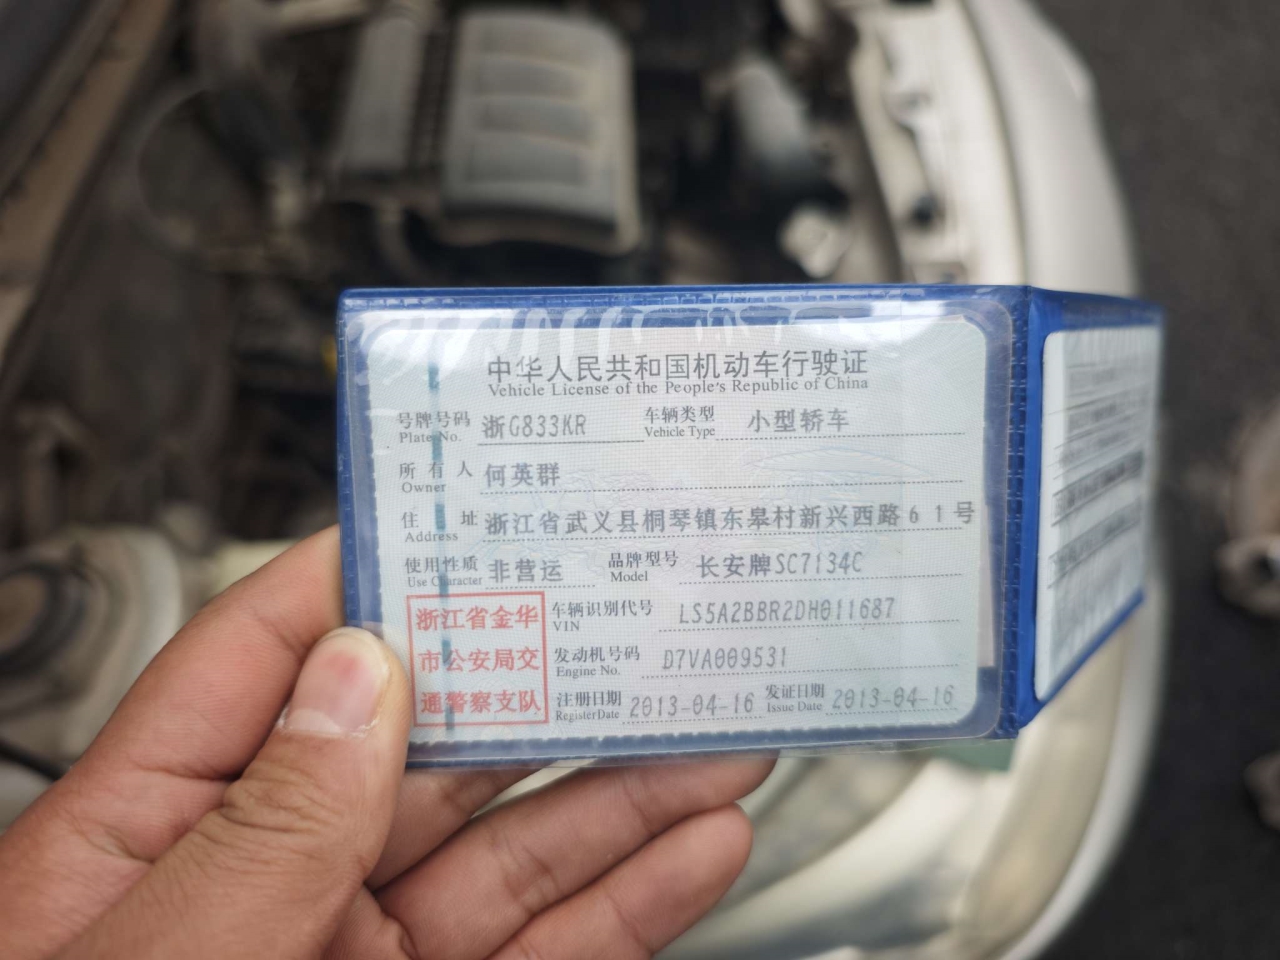 中华人民共和国机动车行驶证
Vehicle License of the People's Republic of China
号牌号码 浙G833KR 车辆类型 小型轿车
Plate No. Vehicle Type
所有人 何英群
Owner
住址 浙江省武义县桐琴镇东皋村新兴西路61号
Address
使用性质 非营运 品牌型号 长安牌SC7134C
Use Character Model
浙江省金华
市公安局交
通警察支队
车辆识别代号 LS5A2BBR2DH011687
VIN
发动机号码 D7VA009531
Engine No.
注册日期 2013-04-16 发证日期 2013-04-16
Register Date Issue Date